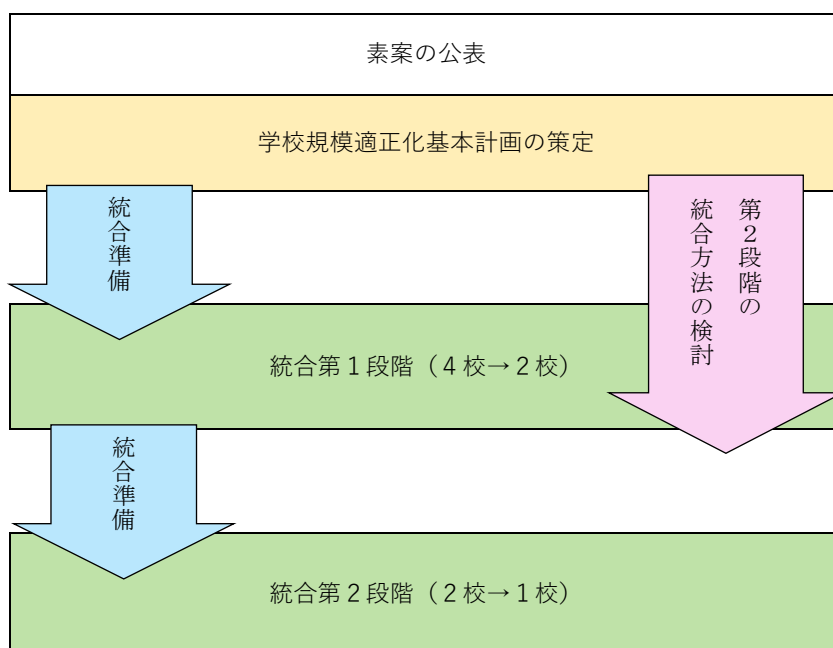 素案の公表
学校規模適正化基本計画の策定
統合準備
第２段階の
統合方法の検討
統合第１段階（４校→２校）
統合準備
統合第２段階（２校→１校）